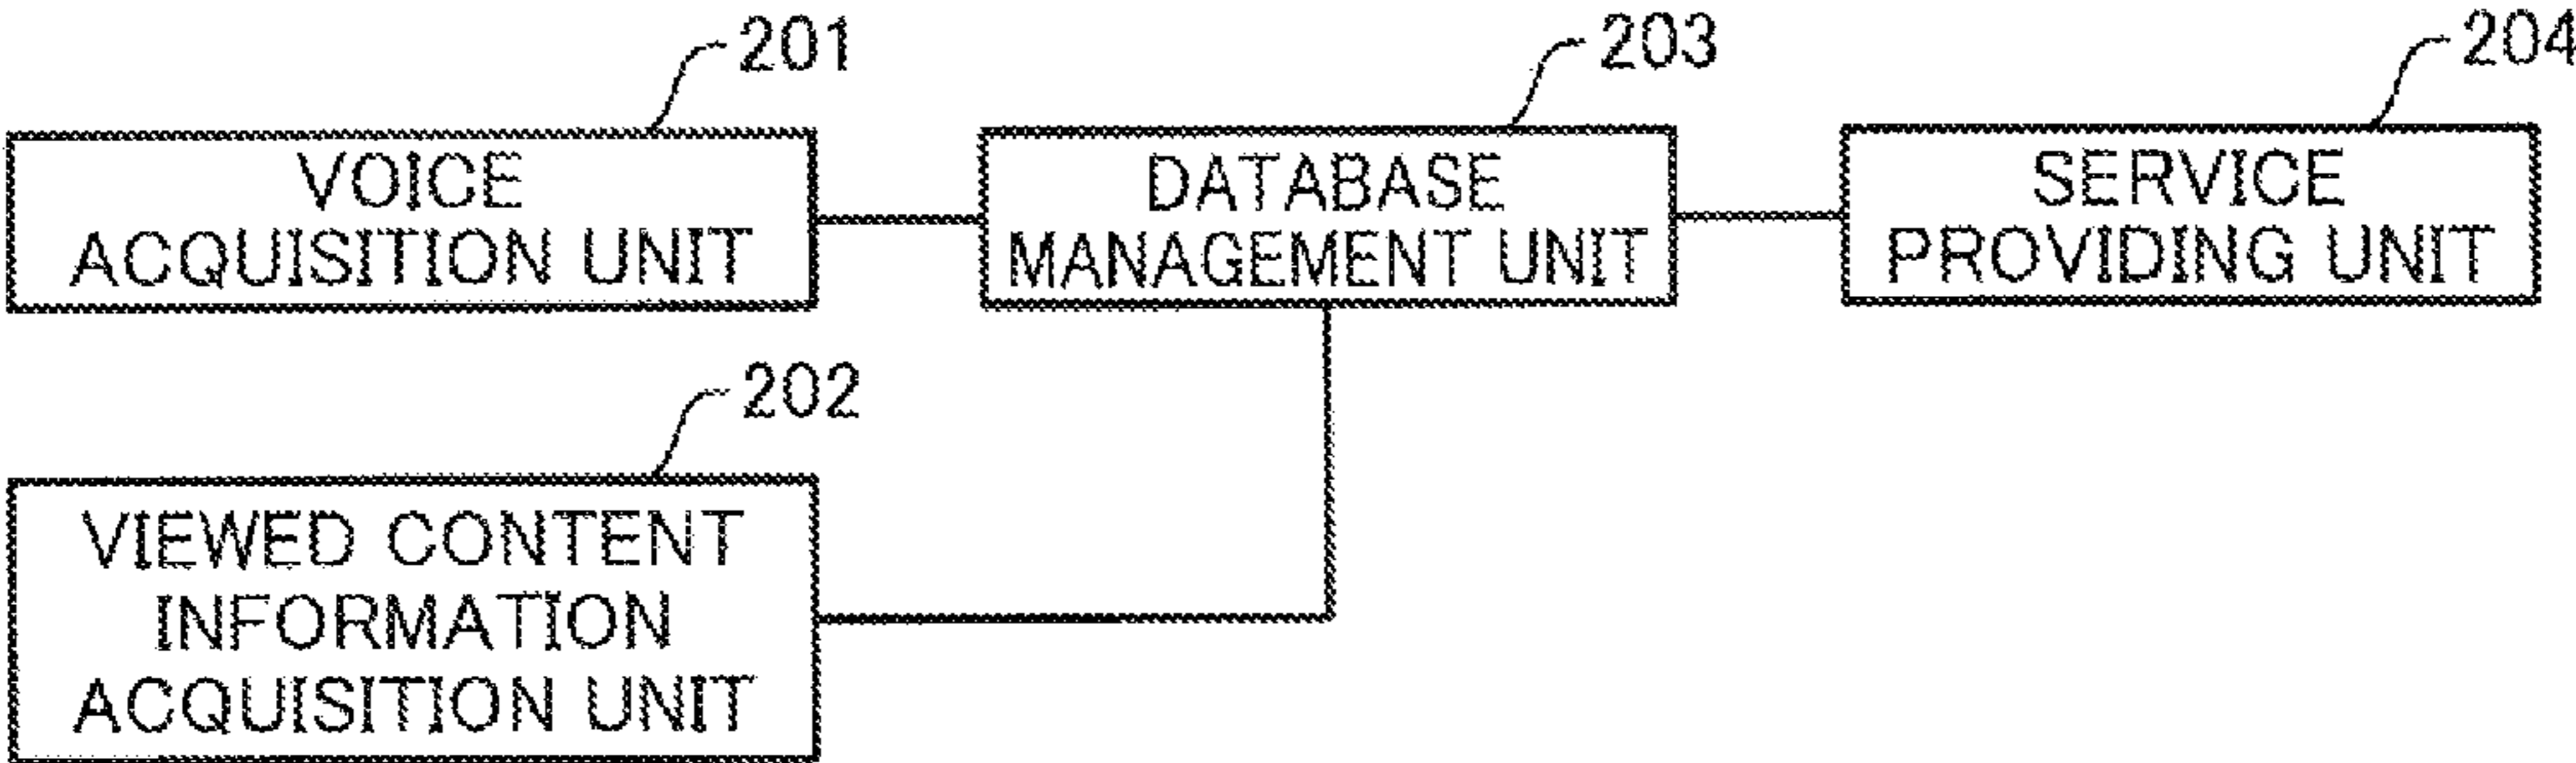 201
VOICE
ACQUISITION UNIT
202
VIEWED CONTENT
INFORMATION
ACQUISITION UNIT
203
DATABASE
MANAGEMENT UNIT
204
SERVICE
PROVIDING UNIT